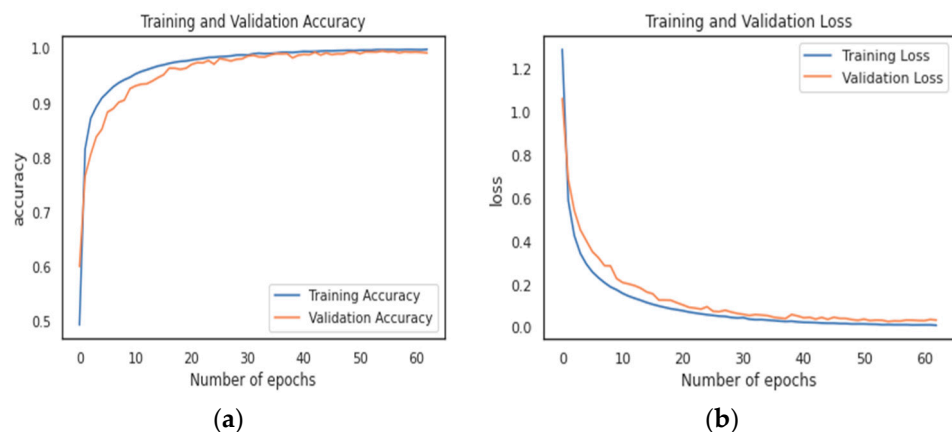 Training and Validation Accuracy
1.0
0.9
0.8
0.7
0.6
0.5
accuracy
Training Accuracy
Validation Accuracy
0 10 20 30 40 50 60
Number of epochs
(a)
Training and Validation Loss
1.2
1.0
0.8
0.6
0.4
0.2
0.0
loss
Training Loss
Validation Loss
0 10 20 30 40 50 60
Number of epochs
(b)